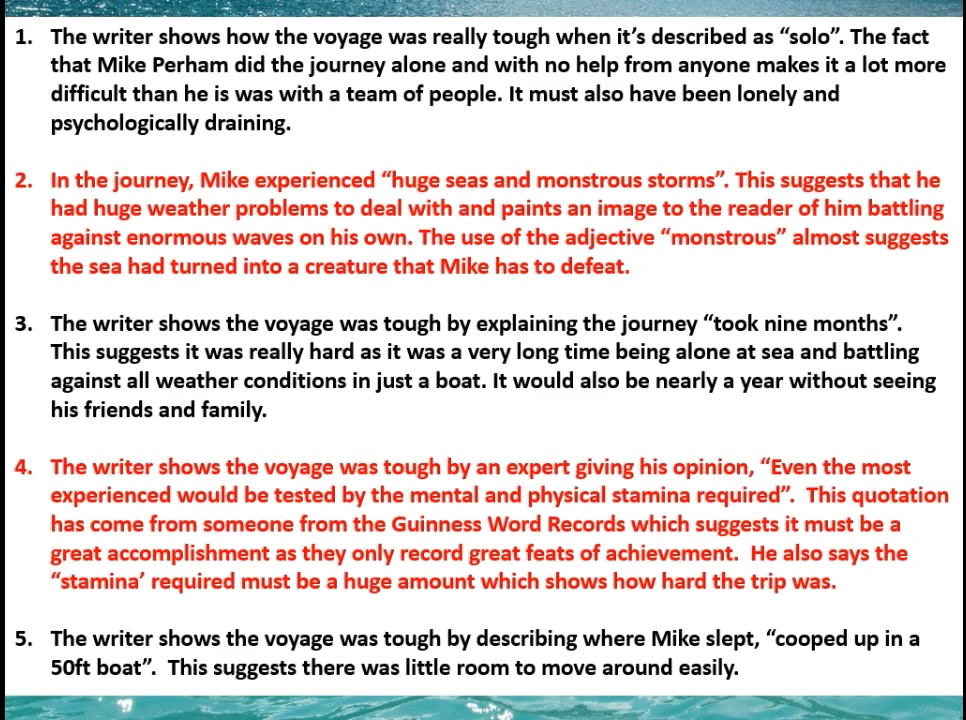 1. The writer shows how the voyage was really tough when it’s described as “solo”. The fact
that Mike Perham did the journey alone and with no help from anyone makes it a lot more
difficult than he is was with a team of people. It must also have been lonely and
psychologically draining.
2. In the journey, Mike experienced “huge seas and monstrous storms”. This suggests that he
had huge weather problems to deal with and paints an image to the reader of him battling
against enormous waves on his own. The use of the adjective “monstrous” almost suggests
the sea had turned into a creature that Mike has to defeat.
3. The writer shows the voyage was tough by explaining the journey “took nine months”.
This suggests it was really hard as it was a very long time being alone at sea and battling
against all weather conditions in just a boat. It would also be nearly a year without seeing
his friends and family.
4. The writer shows the voyage was tough by an expert giving his opinion, “Even the most
experienced would be tested by the mental and physical stamina required”. This quotation
has come from someone from the Guinness Word Records which suggests it must be a
great accomplishment as they only record great feats of achievement. He also says the
“stamina’ required must be a huge amount which shows how hard the trip was.
5. The writer shows the voyage was tough by describing where Mike slept, “cooped up in a
50ft boat”. This suggests there was little room to move around easily.